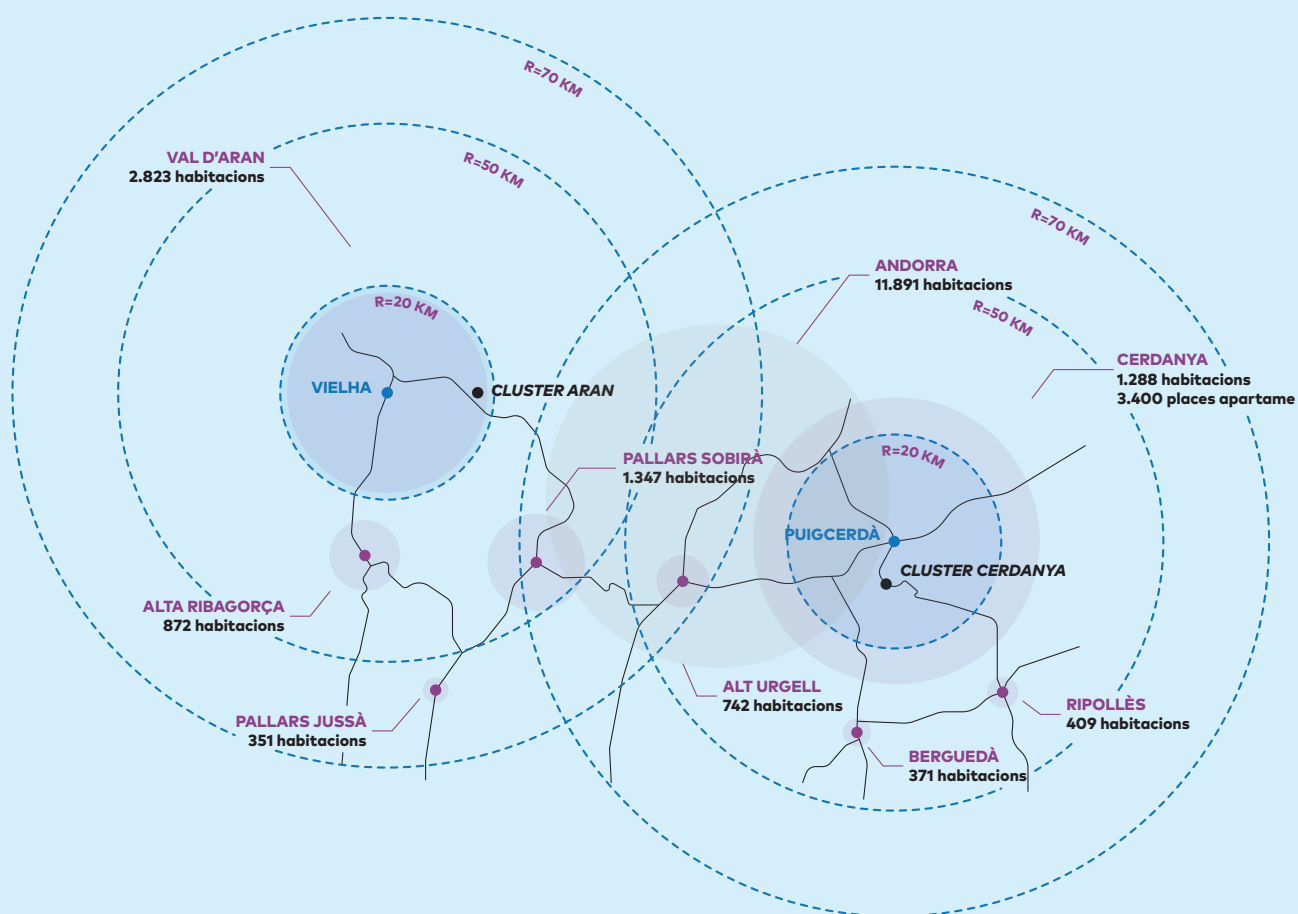 R=70 KM
VAL D'ARAN
2.823 habitacions
R=50 KM
R=20 KM
VIELHA
CLUSTER ARAN
R=70 KM
ANDORRA
11.891 habitacions
R=50 KM
CERDANYA
1.288 habitacions
3.400 places apartame
PALLARS SOBIRÀ
1.347 habitacions
R=20 KM
PUIGCERDÀ
CLUSTER CERDANYA
ALTA RIBAGORÇA
872 habitacions
PALLARS JUSSÀ
351 habitacions
ALT URGELL
742 habitacions
RIPOLLÈS
409 habitacions
BERGUEDÀ
371 habitacions